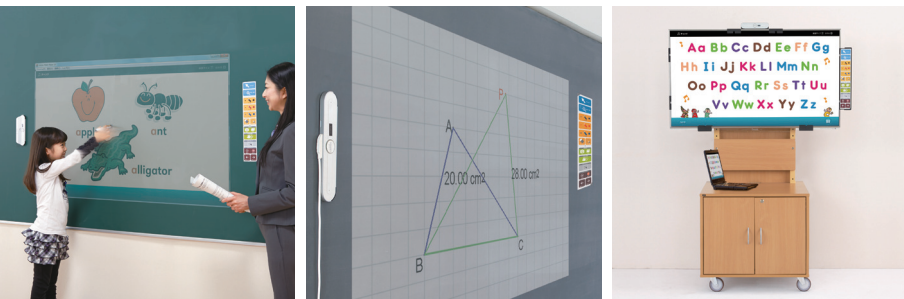 apple
ant
alligator
A
P
20.00 cm2
28.00 cm2
B
C
Aa Bb Cc Dd Ee Ff Gg
Hh Ii Jj Kk Ll Mm Nn
Oo Pp Qq Rr Ss Tt Uu
Vv Ww Xx Yy Zz